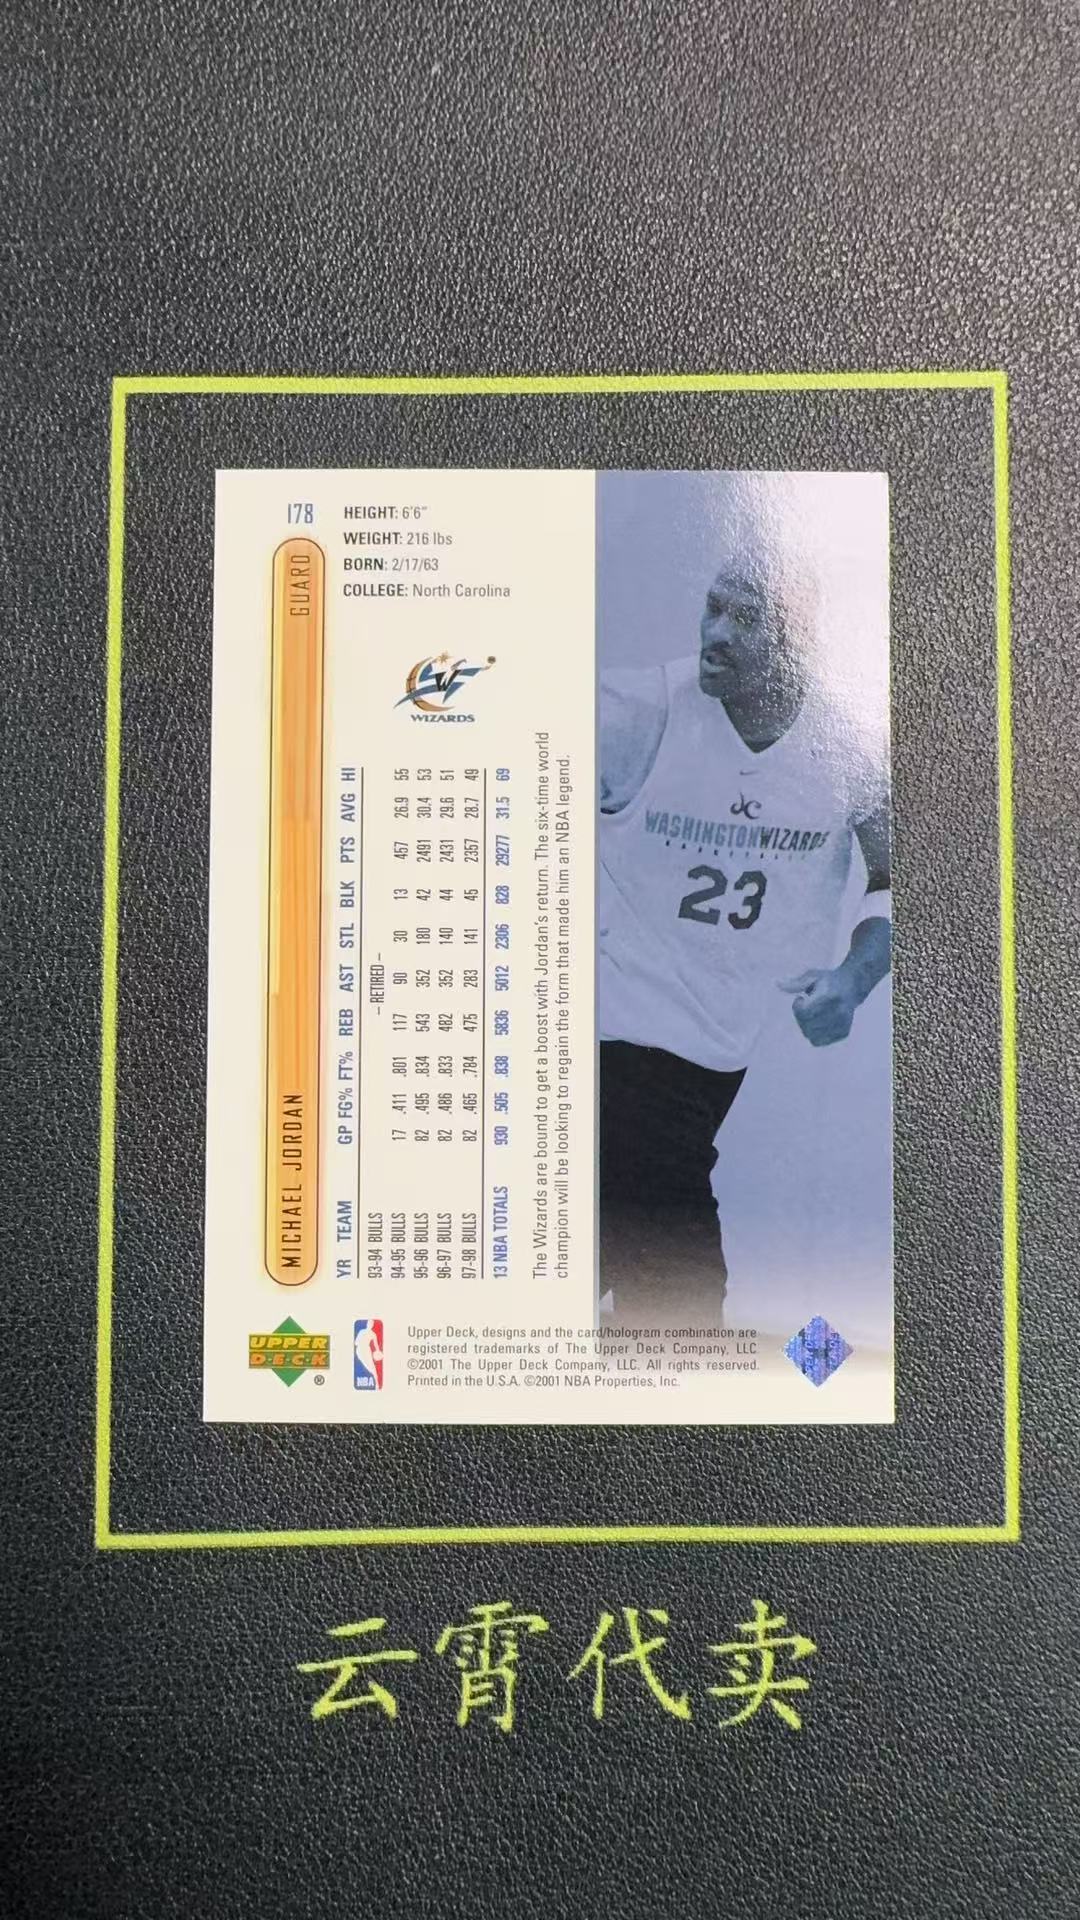 178
HEIGHT: 6'6"
WEIGHT: 216 lbs
BORN: 2/17/63
COLLEGE: North Carolina
MICHAEL JORDAN GUARD
WIZARDS
YR TEAM GP FG% FT% REB AST STL BLK PTS AVG HI
93-94 BULLS – RETIRED –
94-95 BULLS 17 .411 .801 117 90 30 13 457 26.9 55
95-96 BULLS 82 .495 .834 543 352 180 42 2491 30.4 53
96-97 BULLS 82 .486 .833 482 352 140 44 2431 29.6 51
97-98 BULLS 82 .465 .784 475 283 141 45 2357 28.7 49
13 NBA TOTALS 930 .505 .838 5836 5012 2306 828 29277 31.5 69
The Wizards are bound to get a boost with Jordan's return. The six-time world
champion will be looking to regain the form that made him an NBA legend.
WASHINGTON WIZARDS
23
UPPER
DECK
®
NBA
Upper Deck, designs and the card/hologram combination are
registered trademarks of The Upper Deck Company, LLC.
©2001 The Upper Deck Company, LLC. All rights reserved.
Printed in the U.S.A. ©2001 NBA Properties, Inc.
云霄代卖